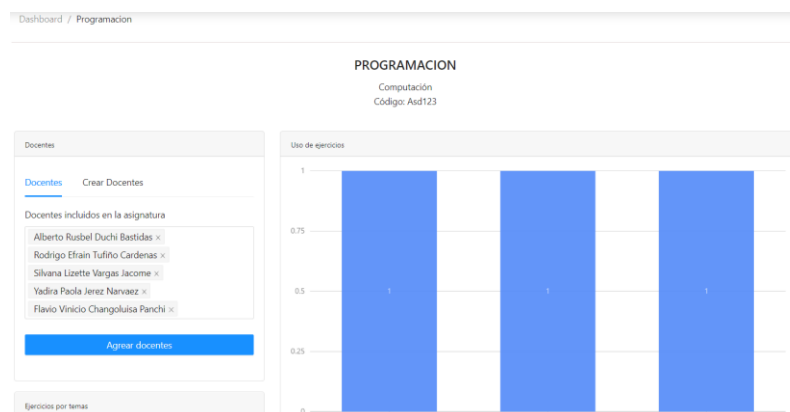 Dashboard / Programacion
PROGRAMACION
Computación
Código: Asd123
Docentes
Docentes Crear Docentes
Docentes incluidos en la asignatura
Alberto Rusbel Duchi Bastidas ×
Rodrigo Efrain Tufiño Cardenas ×
Silvana Lizette Vargas Jacome ×
Yadira Paola Jerez Narvaez ×
Flavio Vinicio Changoluisa Panchi ×
Agrear docentes
Ejercicios por temas
Uso de ejercicios
1
0.75
0.5
0.25
0
1 1 1